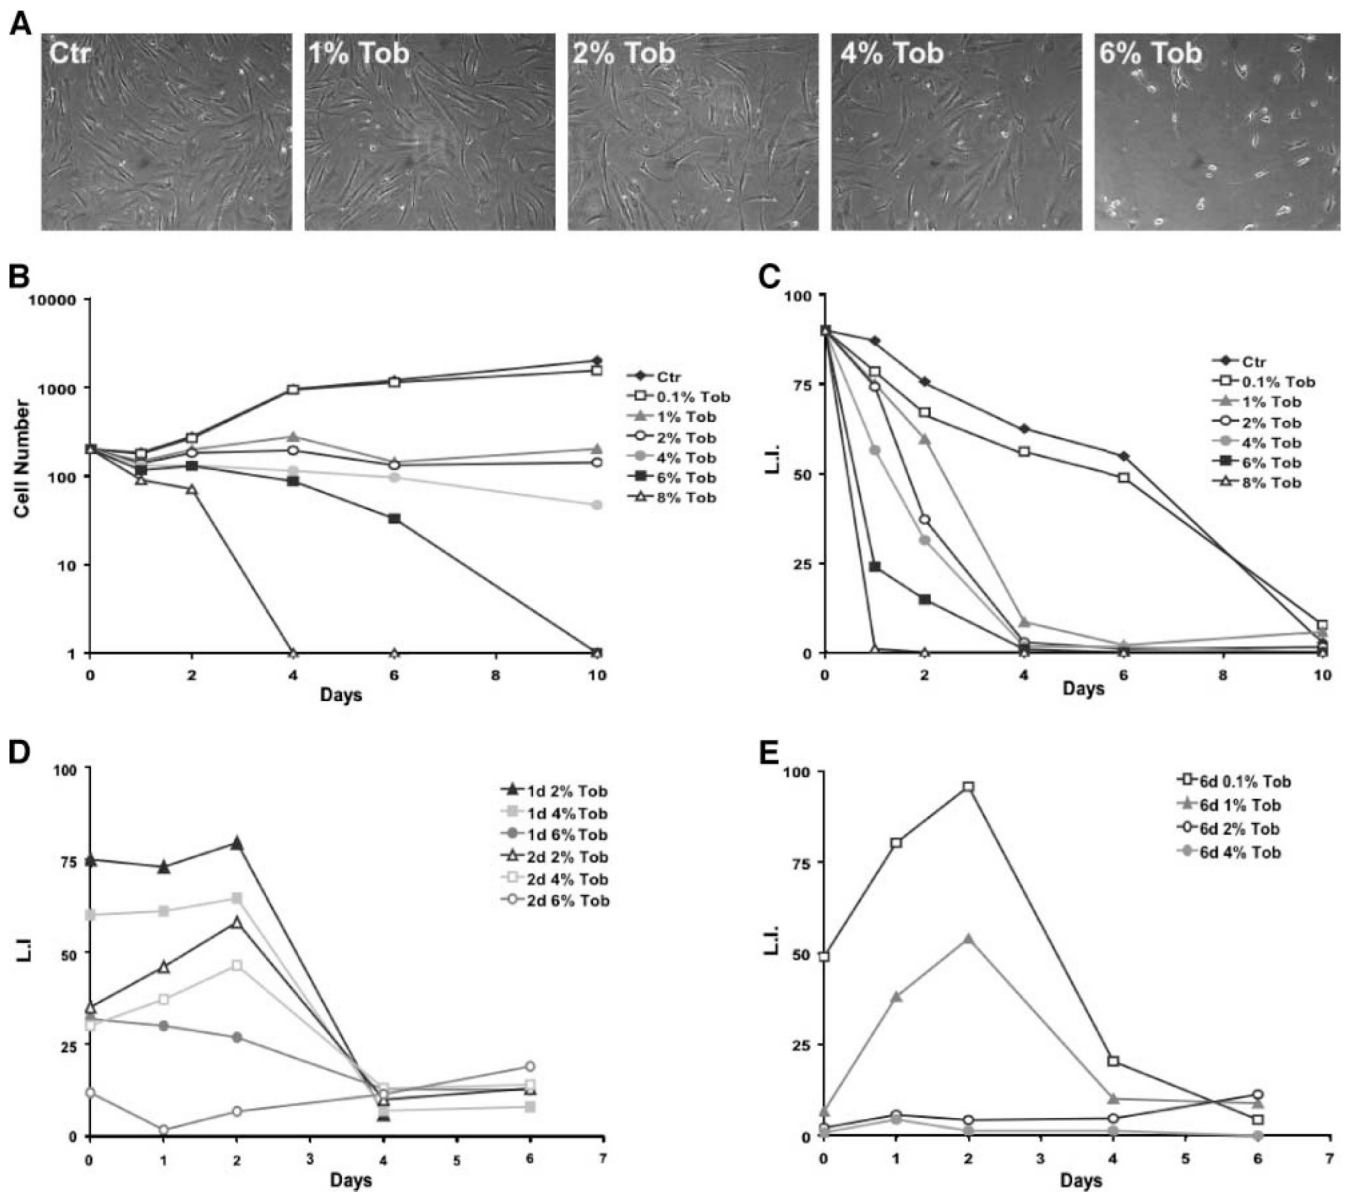 A
Ctr
1% Tob
2% Tob
4% Tob
6% Tob
B
10000
1000
100
10
1
Cell Number
0
2
4
6
8
10
Days
Ctr
0.1% Tob
1% Tob
2% Tob
4% Tob
6% Tob
8% Tob
C
100
75
50
25
0
L.I.
0
2
4
6
8
10
Days
Ctr
0.1% Tob
1% Tob
2% Tob
4% Tob
6% Tob
8% Tob
D
100
75
50
25
0
L.I
0
1
2
3
4
5
6
7
Days
1d 2% Tob
1d 4%Tob
1d 6%Tob
2d 2% Tob
2d 4% Tob
2d 6% Tob
E
100
75
50
25
0
L.I.
0
1
2
3
4
5
6
7
Days
6d 0.1% Tob
6d 1% Tob
6d 2% Tob
6d 4% Tob